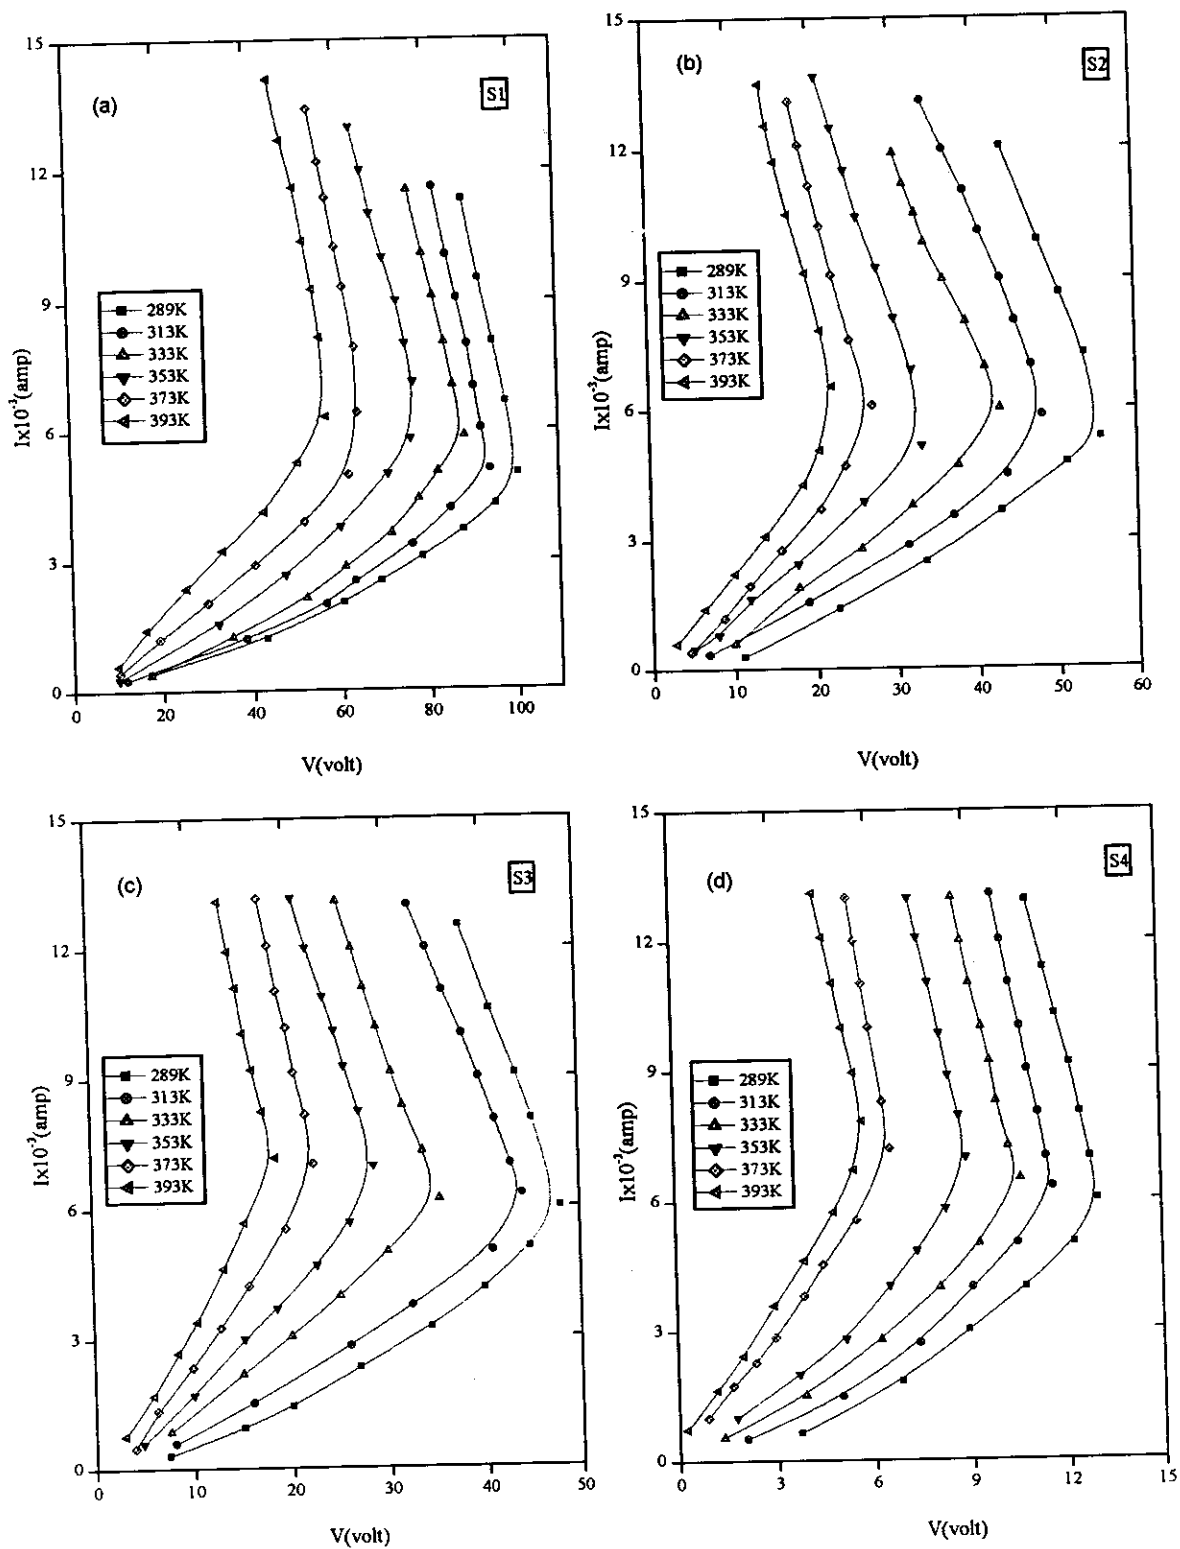 (a)
S1
15
12
9
6
3
0
Ix10⁻³(amp)
289K
313K
333K
353K
373K
393K
0 20 40 60 80 100
V(volt)
(b)
S2
15
12
9
6
3
0
Ix10⁻³(amp)
289K
313K
333K
353K
373K
393K
0 10 20 30 40 50 60
V(volt)
(c)
S3
15
12
9
6
3
0
Ix10⁻³(amp)
289K
313K
333K
353K
373K
393K
0 10 20 30 40 50
V(volt)
(d)
S4
15
12
9
6
3
0
Ix10⁻³(amp)
289K
313K
333K
353K
373K
393K
0 3 6 9 12 15
V(volt)